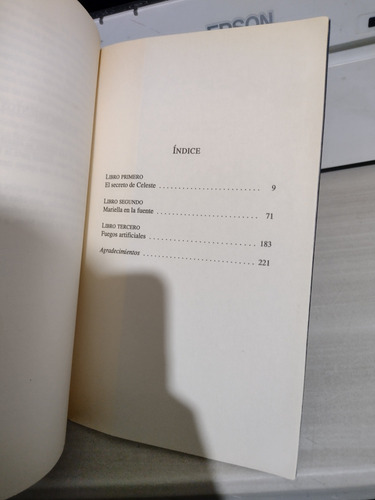 EPSON
ÍNDICE
LIBRO PRIMERO
El secreto de Celeste . . . . . . . . . . . . . . . . . . . . . . . . . . 9
LIBRO SEGUNDO
Mariella en la fuente . . . . . . . . . . . . . . . . . . . . . . . . . . 71
LIBRO TERCERO
Fuegos artificiales . . . . . . . . . . . . . . . . . . . . . . . . . . . . 183
Agradecimientos . . . . . . . . . . . . . . . . . . . . . . . . . . . . . 221